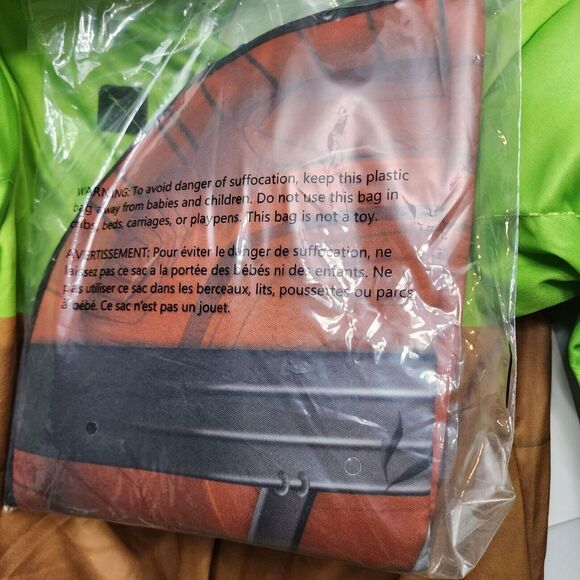 WARNING: To avoid danger of suffocation, keep this plastic
bag away from babies and children. Do not use this bag in
cribs, beds, carriages, or playpens. This bag is not a toy.
AVERTISSEMENT: Pour éviter le danger de suffocation, ne
laissez pas ce sac a la portée des bébés ni des enfants. Ne
pas utiliser ce sac dans les berceaux, lits, poussettes ou parcs
à bébé. Ce sac n'est pas un jouet.